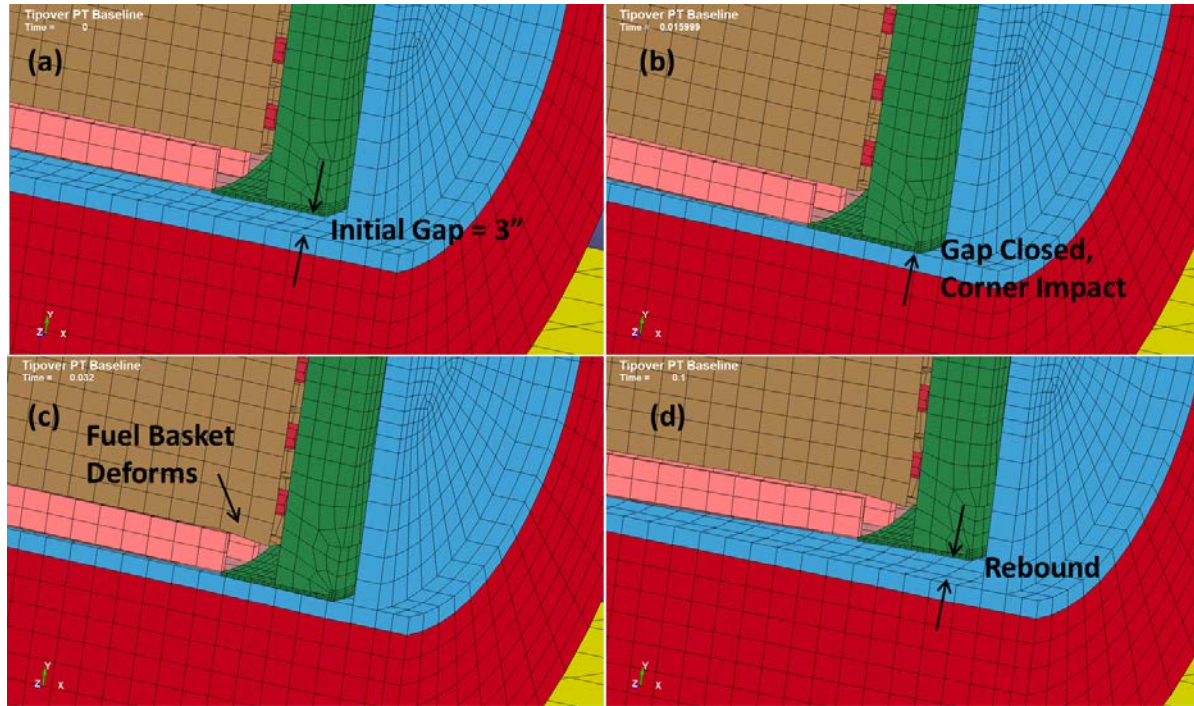 Tipover PT Baseline
Time = 0
(a)
Initial Gap = 3”
Y
Z X
Tipover PT Baseline
Time = 0.015999
(b)
Gap Closed,
Corner Impact
Y
Z X
Tipover PT Baseline
Time = 0.032
(c)
Fuel Basket
Deforms
Y
Z X
Tipover PT Baseline
Time = 0.1
(d)
Rebound
Y
Z X